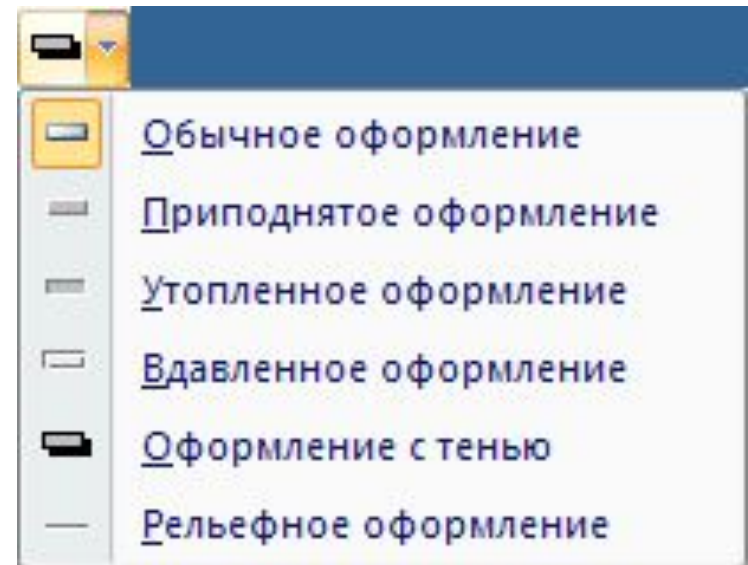 Обычное оформление
Приподнятое оформление
Утопленное оформление
Вдавленное оформление
Оформление с тенью
Рельефное оформление